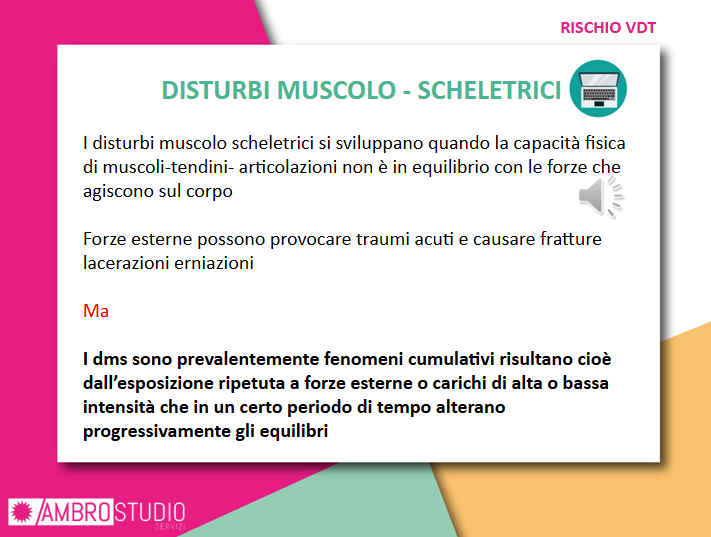 RISCHIO VDT
DISTURBI MUSCOLO - SCHELETRICI
I disturbi muscolo scheletrici si sviluppano quando la capacità fisica
di muscoli-tendini- articolazioni non è in equilibrio con le forze che
agiscono sul corpo
Forze esterne possono provocare traumi acuti e causare fratture
lacerazioni erniazioni
Ma
I dms sono prevalentemente fenomeni cumulativi risultano cioè
dall’esposizione ripetuta a forze esterne o carichi di alta o bassa
intensità che in un certo periodo di tempo alterano
progressivamente gli equilibri
AMBROSTUDIO
SERVIZI